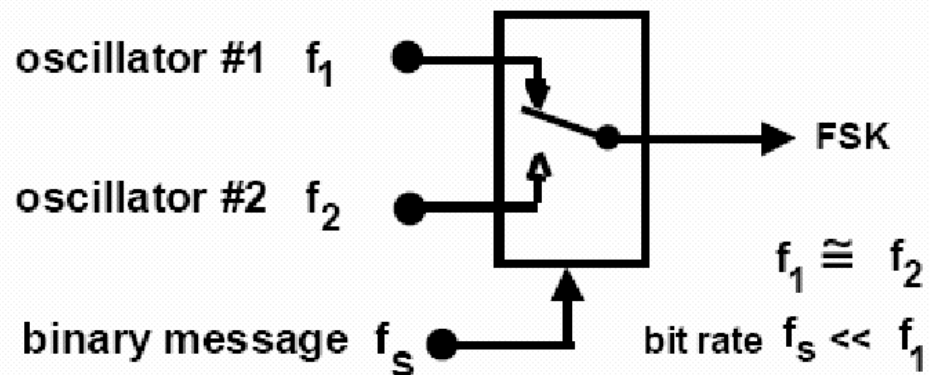 oscillator #1 f₁
FSK
oscillator #2 f₂
f₁ ≅ f₂
binary message fₛ
bit rate fₛ << f₁